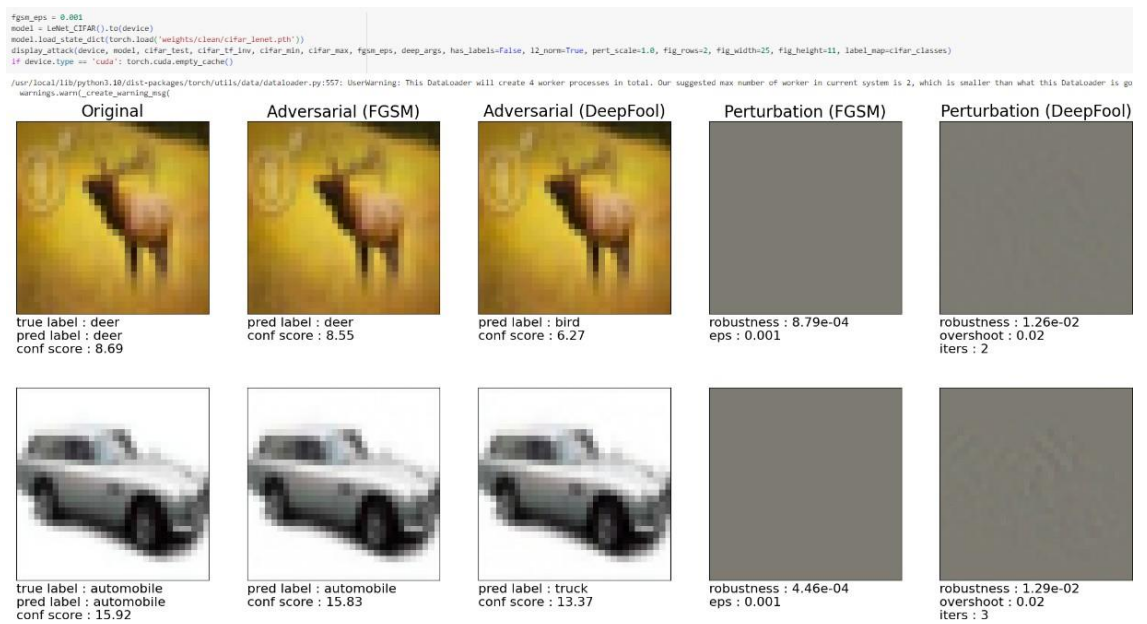 fgsm_eps = 0.001
model = LeNet_CIFAR().to(device)
model.load_state_dict(torch.load('weights/clean/cifar_lenet.pth'))
display_attack(device, model, cifar_test, cifar_tf_inv, cifar_min, cifar_max, fgsm_eps, deep_args, has_labels=False, l2_norm=True, pert_scale=1.0, fig_rows=2, fig_width=25, fig_height=11, label_map=cifar_classes)
if device.type == 'cuda': torch.cuda.empty_cache()
/usr/local/lib/python3.10/dist-packages/torch/utils/data/dataloader.py:557: UserWarning: This DataLoader will create 4 worker processes in total. Our suggested max number of worker in current system is 2, which is smaller than what this DataLoader is go
warnings.warn(_create_warning_msg(
Original Adversarial (FGSM) Adversarial (DeepFool) Perturbation (FGSM) Perturbation (DeepFool)
true label : deer
pred label : deer
conf score : 8.69
pred label : deer
conf score : 8.55
pred label : bird
conf score : 6.27
robustness : 8.79e-04
eps : 0.001
robustness : 1.26e-02
overshoot : 0.02
iters : 2
true label : automobile
pred label : automobile
conf score : 15.92
pred label : automobile
conf score : 15.83
pred label : truck
conf score : 13.37
robustness : 4.46e-04
eps : 0.001
robustness : 1.29e-02
overshoot : 0.02
iters : 3